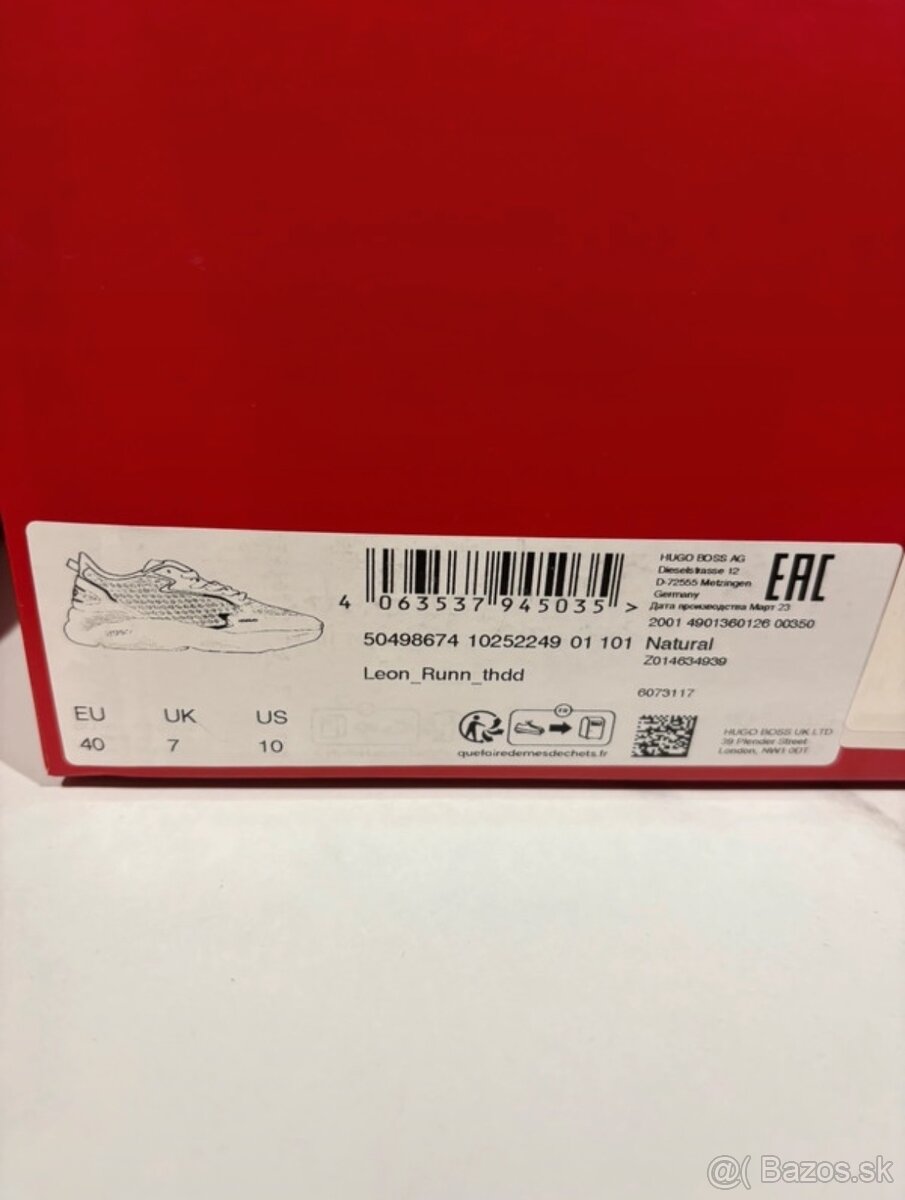 4 063537 945035 >
50498674 10252249 01 101 Natural
Z014634939
Leon_Runn_thdd
6073117
HUGO BOSS AG
Dieselstrasse 12
D-72555 Metzingen
Germany
Дата производства Март 23
2001 4901360126 00350
EAC
EU UK US
40 7 10
FR
quefairedemesdechets.fr
HUGO BOSS UK LTD
39 Plender Street
London, NW1 0DT
@( Bazos.sk